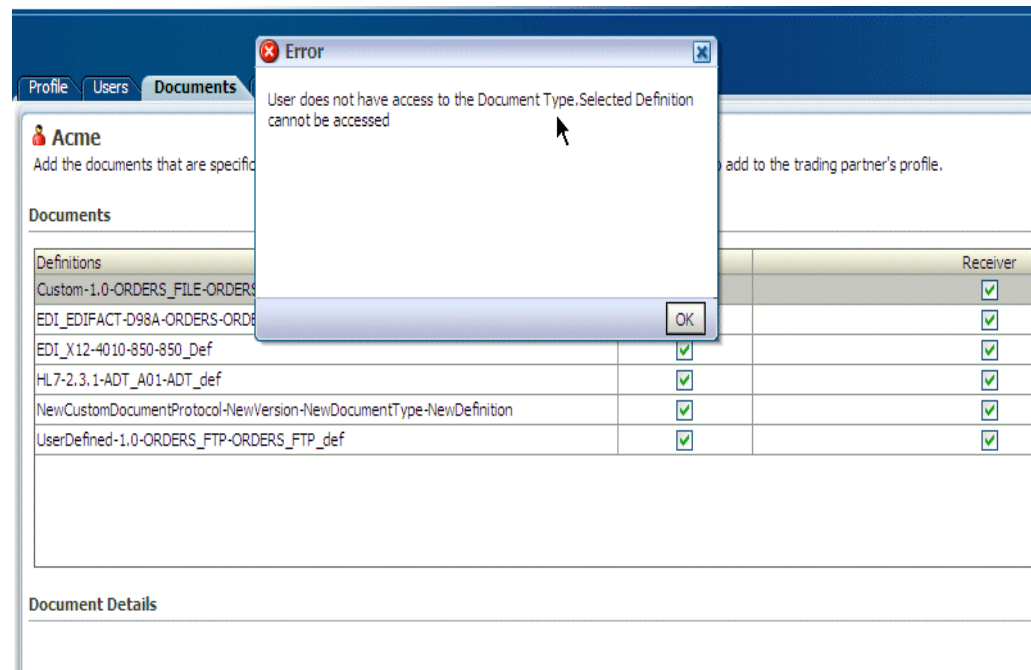 Error
User does not have access to the Document Type.Selected Definition
cannot be accessed
OK
Profile Users Documents
Acme
Add the documents that are specific add to the trading partner's profile.
Documents
Definitions Receiver
Custom-1.0-ORDERS_FILE-ORDERS
EDI_EDIFACT-D98A-ORDERS-ORDE
EDI_X12-4010-850-850_Def
HL7-2.3.1-ADT_A01-ADT_def
NewCustomDocumentProtocol-NewVersion-NewDocumentType-NewDefinition
UserDefined-1.0-ORDERS_FTP-ORDERS_FTP_def
Document Details